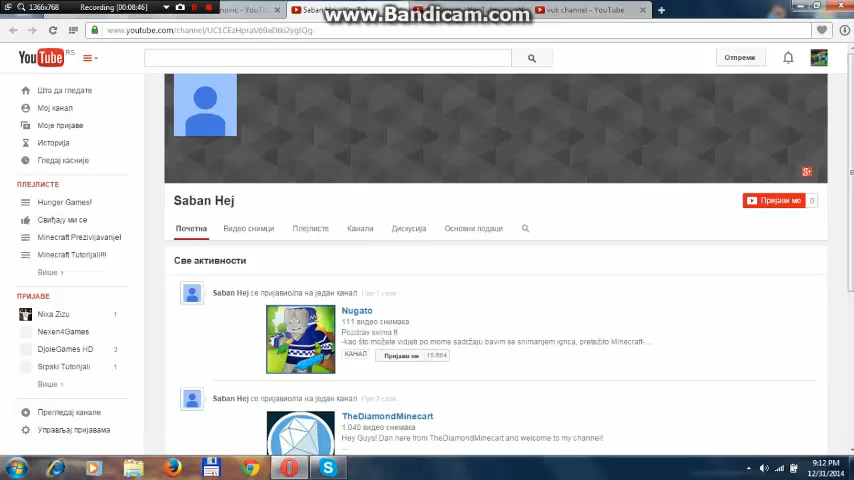 www.Bandicam.com
1366x768 Recording [00:08:46]
vuk channel - YouTube
www.youtube.com/channel/
YouTube RS
Отпреми
Шта да гледате
Мој канал
Моје пријаве
Историја
Гледај касније
ПЛЕЈЛИСТЕ
Hunger Games!
Свиђају ми се
Minecraft Prezivljavanje!
Minecraft Tutorijali!!!
Више ›
ПРИЈАВЕ
Nixa Zizu 1
Nexen4Games
DjoleGames HD 3
Srpski Tutorijali 1
Више ›
Прегледај канале
Управљај пријавама
Saban Hej
Пријави ме 0
Почетна Видео снимци Плејлисте Канали Дискусија Основни подаци
Све активности
Saban Hej се пријавио/ла на један канал
Nugato
111 видео снимака
Pozdrav svima !!
-kao što možete vidjeti po mome sadržaju bavim se snimanjem igrica, pretežito Minecraft-...
КАНАЛ Пријави ме
Saban Hej се пријавио/ла на један канал
TheDiamondMinecart
1.040 видео снимака
Hey Guys! Dan here from TheDiamondMinecart and welcome to my channel!
...
9:12 PM
12/31/2014